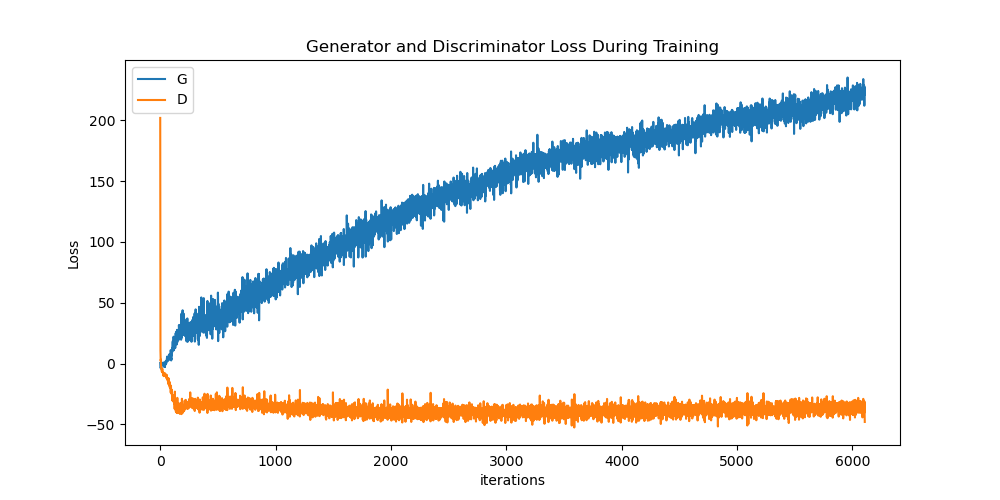 Generator and Discriminator Loss During Training
G
D
200
150
100
50
0
−50
Loss
0 1000 2000 3000 4000 5000 6000
iterations